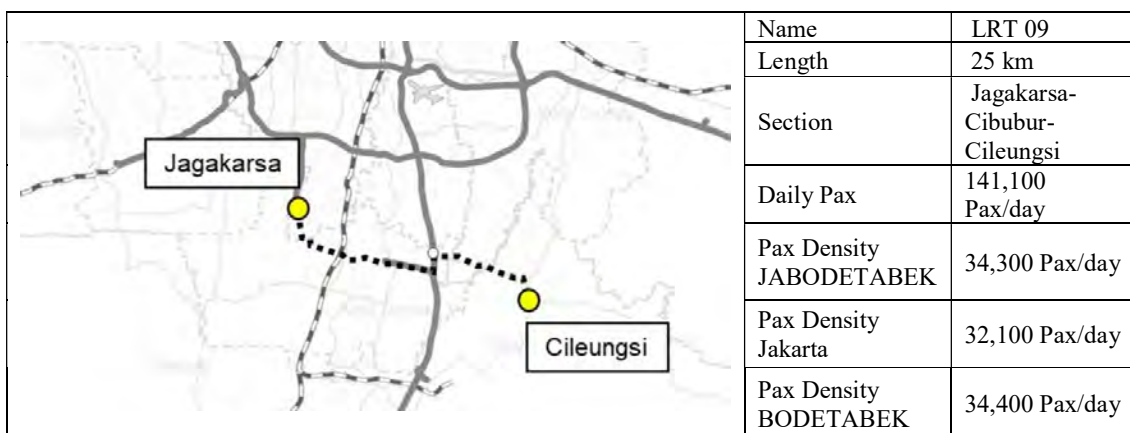 Jagakarsa
Cileungsi
Name LRT 09
Length 25 km
Section Jagakarsa-
Cibubur-
Cileungsi
Daily Pax 141,100
Pax/day
Pax Density
JABODETABEK 34,300 Pax/day
Pax Density
Jakarta 32,100 Pax/day
Pax Density
BODETABEK 34,400 Pax/day